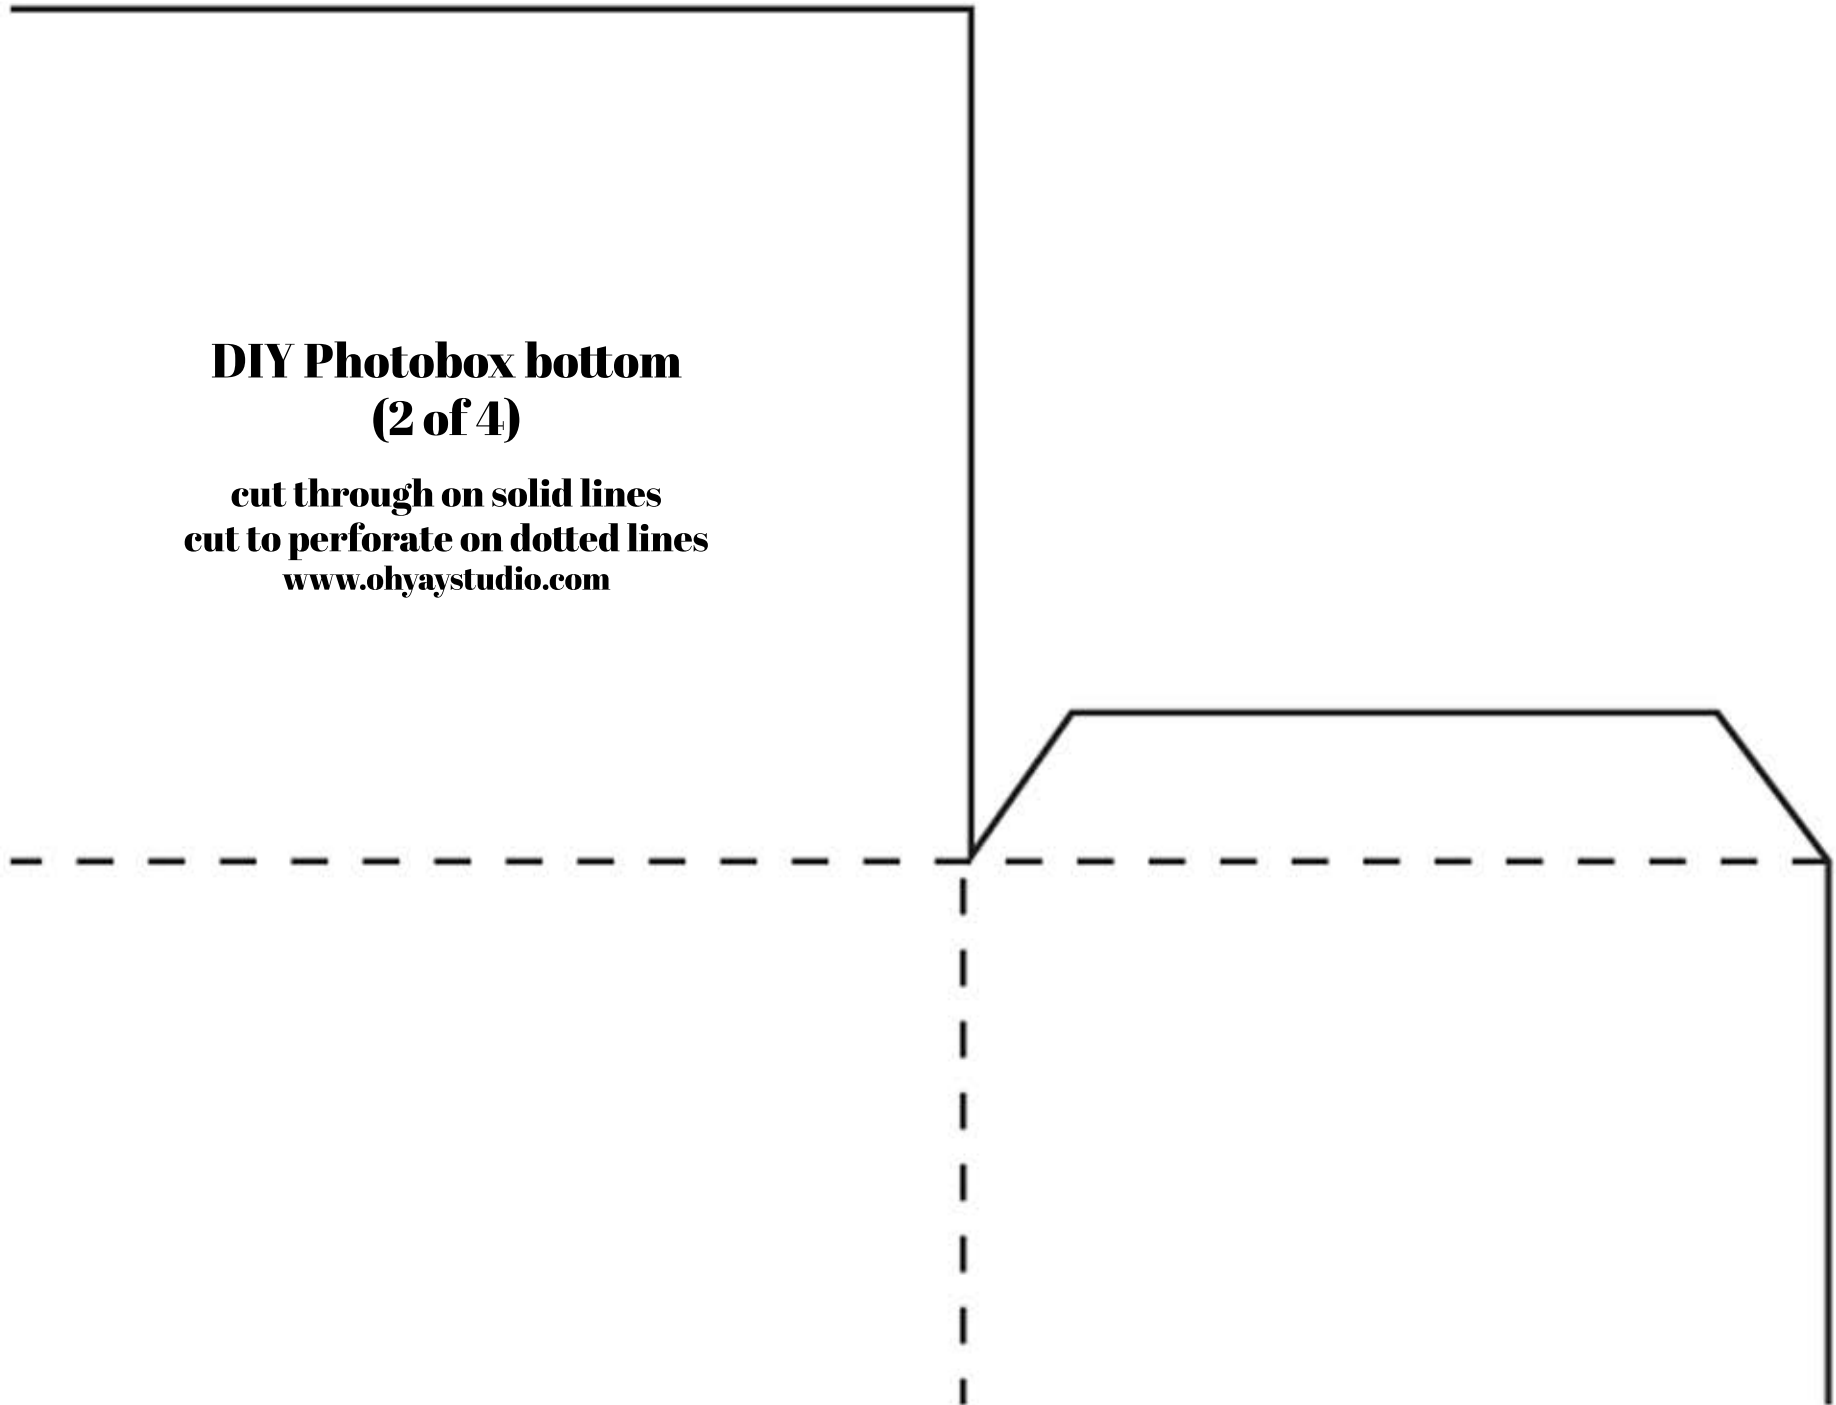 DIY Photobox bottom
(2 of 4)
cut through on solid lines
cut to perforate on dotted lines
www.ohyaystudio.com